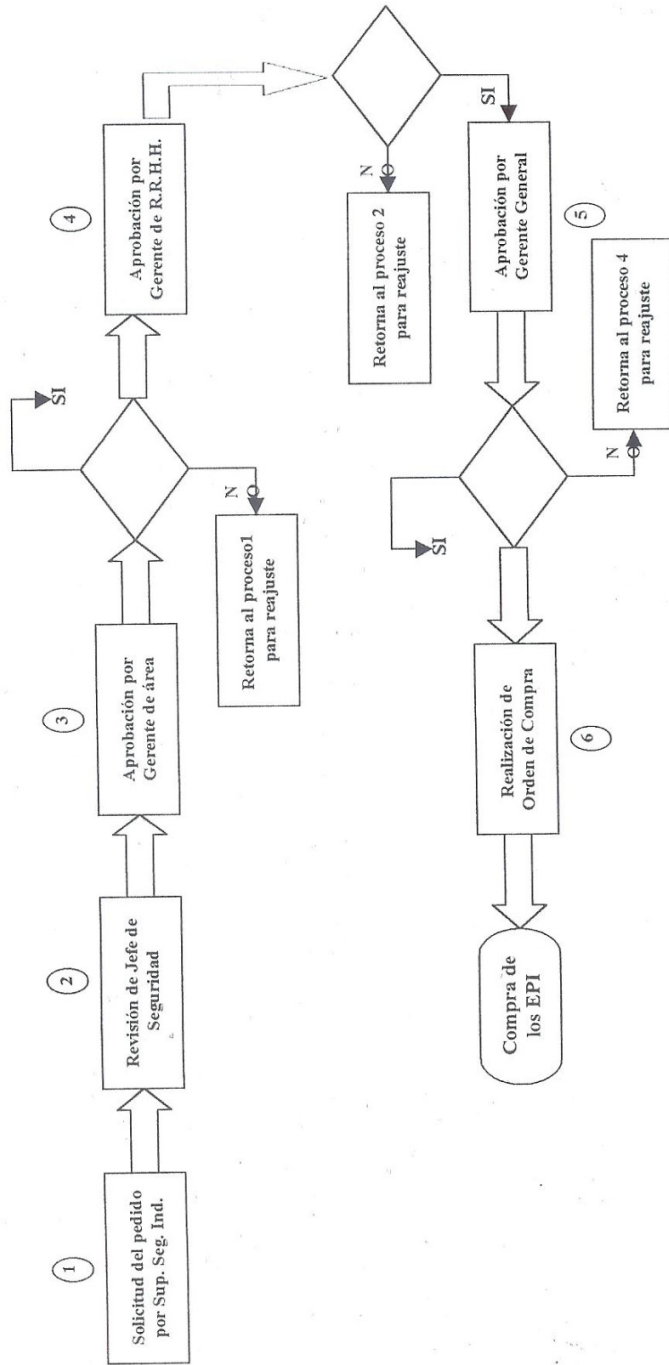 1
Solicitud del pedido
por Sup. Seg. Ind.
2
Revisión de Jefe de
Seguridad
3
Aprobación por
Gerente de área
SI
N
O
Retorna al proceso1
para reajuste
4
Aprobación por
Gerente de R.R.H.H.
N
O
Retorna al proceso 2
para reajuste
SI
5
Aprobación por
Gerente General
SI
N
O
Retorna al proceso 4
para reajuste
6
Realización de
Orden de Compra
Compra de
los EPI